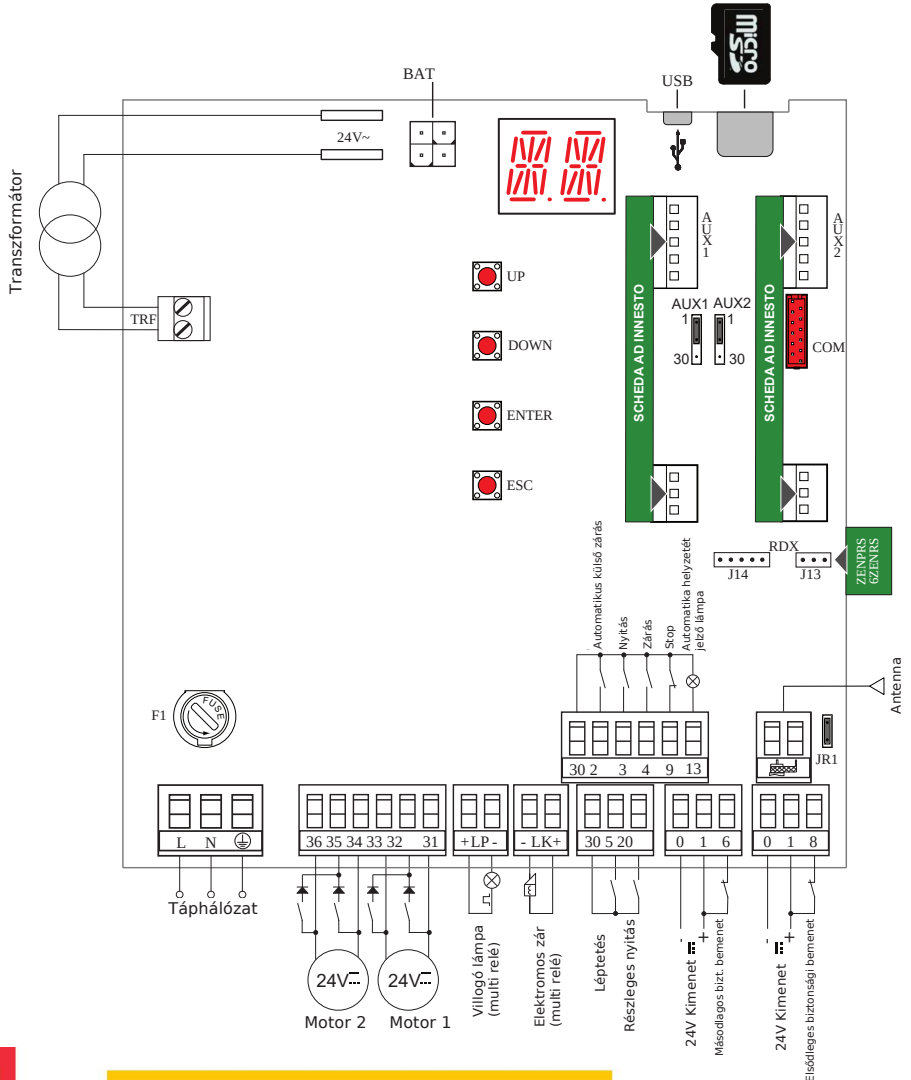 micro
SD
BAT
USB
24V~
Transzformátor
TRF
AUX1
AUX2
UP
DOWN
ENTER
ESC
SCHEDA AD INNESTO
SCHEDA AD INNESTO
AUX1 AUX2
1 1
30 30
COM
RDX
J14 J13
ZENPRS
6ZENRS
Automatikus külső zárás
Nyitás
Zárás
Stop
Automatika helyzetét
jelző lámpa
Antenna
F1
FUSE
30 2 3 4 9 13
JR1
L N
36 35 34 33 32 31
+LP -
- LK+
30 5 20
0 1 6
0 1 8
Táphálózat
24V
24V
Motor 2 Motor 1
Villogó lámpa
(multi relé)
Elektromos zár
(multi relé)
Léptetés
Részleges nyitás
24V Kimenet - +
Másodlagos bizt. bemenet
24V Kimenet - +
Elsődleges biztonsági bemenet